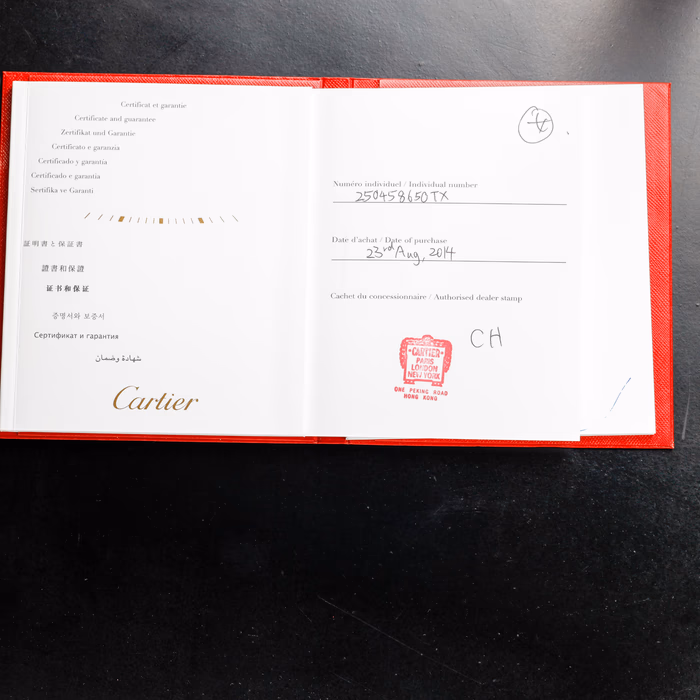 Certificat et garantie
Certificate and guarantee
Zertifikat und Garantie
Certificato e garanzia
Certificado y garantía
Certificado e garantia
Sertifika ve Garanti
証明書と保証書
證書和保證
证书和保证
증명서와 보증서
Сертификат и гарантия
شهادة وضمان
Cartier
Numéro individuel / Individual number
250458650TX
Date d'achat / Date of purchase
23rd Aug, 2014
Cachet du concessionnaire / Authorised dealer stamp
CARTIER
PARIS
LONDON
NEW YORK
ONE PEKING ROAD
HONG KONG
CH